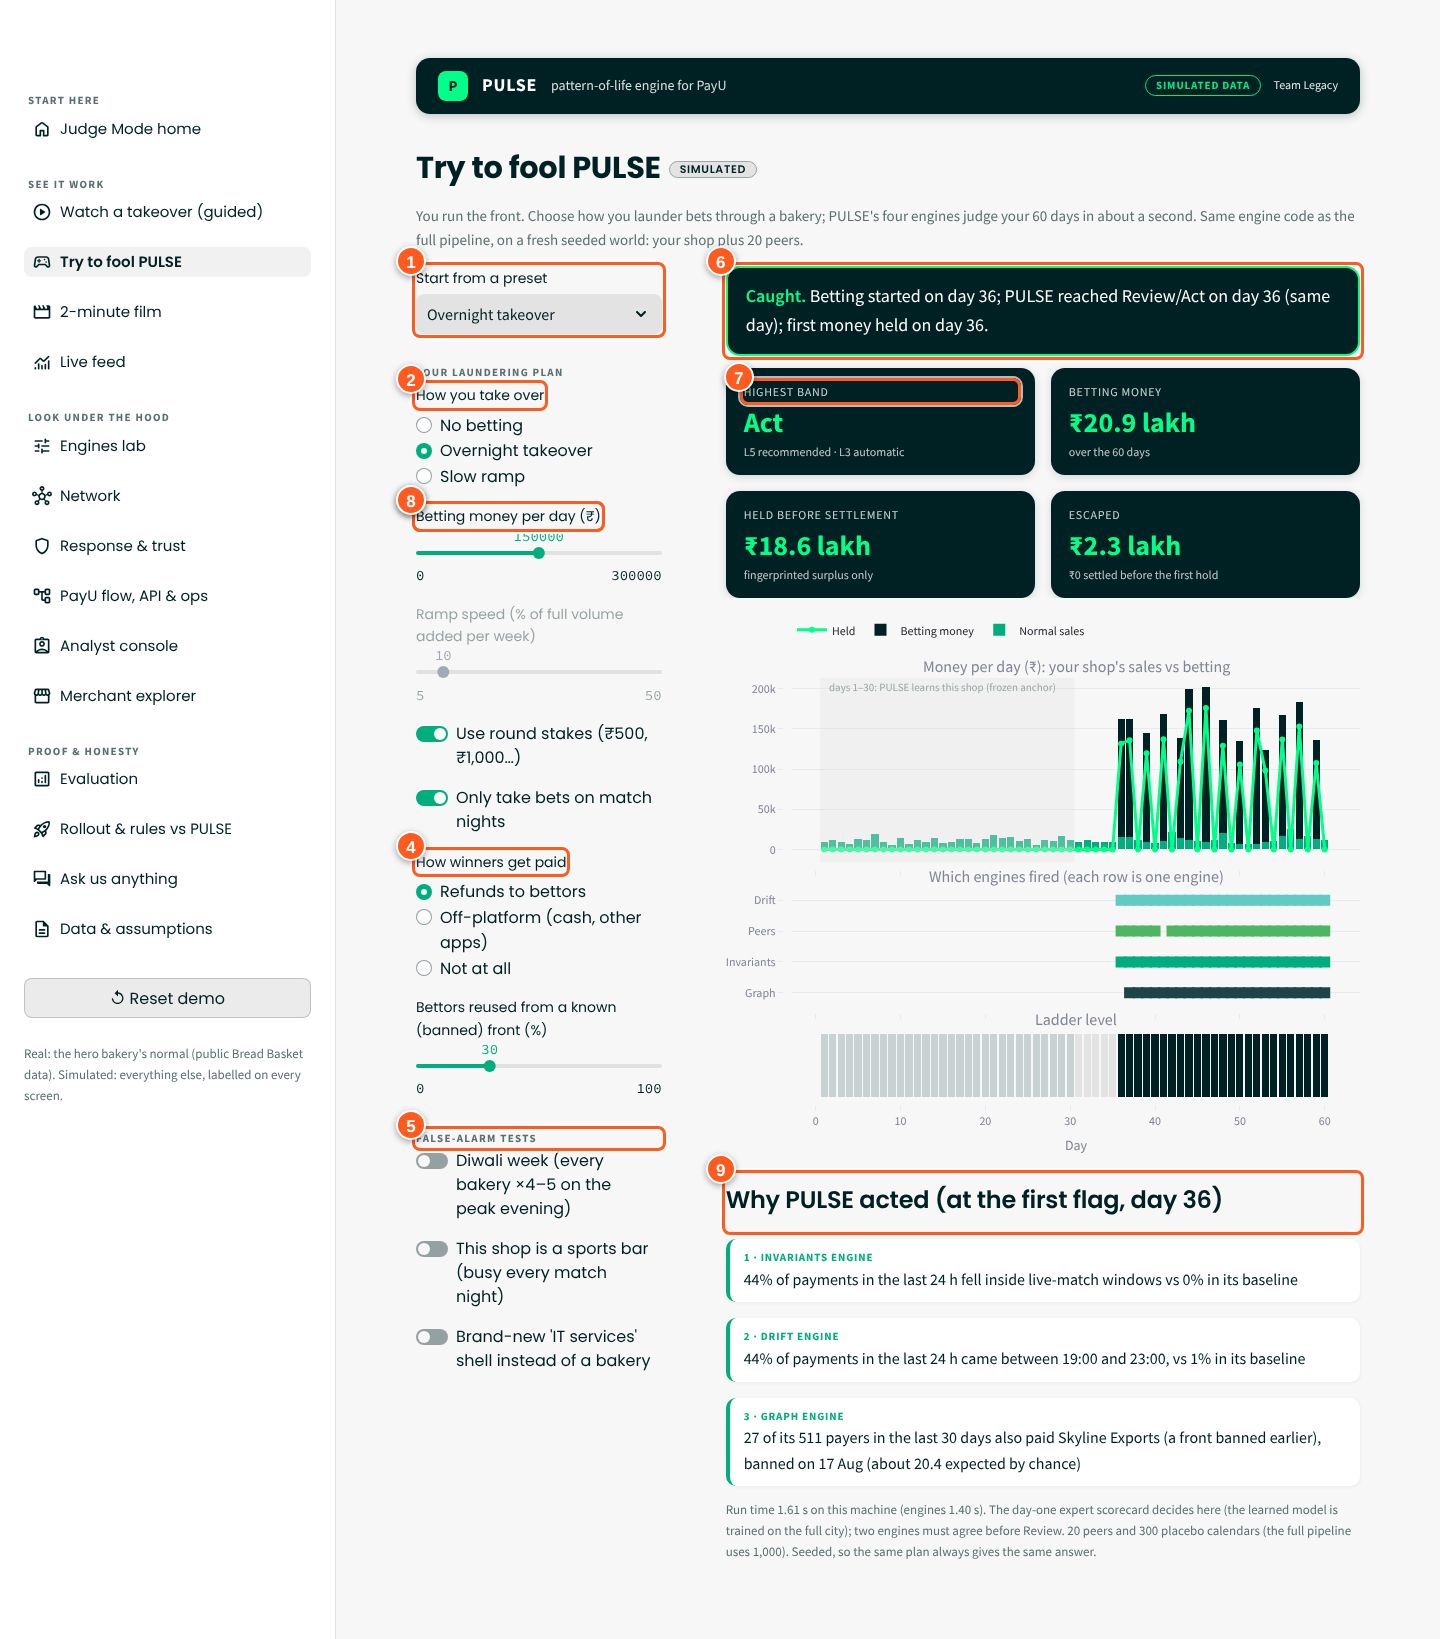 START HERE
Judge Mode home
SEE IT WORK
Watch a takeover (guided)
Try to fool PULSE
2-minute film
Live feed
LOOK UNDER THE HOOD
Engines lab
Network
Response & trust
PayU flow, API & ops
Analyst console
Merchant explorer
PROOF & HONESTY
Evaluation
Rollout & rules vs PULSE
Ask us anything
Data & assumptions
Reset demo
Real: the hero bakery's normal (public Bread Basket
data). Simulated: everything else, labelled on every
screen.
P PULSE pattern-of-life engine for PayU SIMULATED DATA Team Legacy
Try to fool PULSE SIMULATED
You run the front. Choose how you launder bets through a bakery; PULSE's four engines judge your 60 days in about a second. Same engine code as the
full pipeline, on a fresh seeded world: your shop plus 20 peers.
1
Start from a preset
Overnight takeover
YOUR LAUNDERING PLAN
2
How you take over
No betting
Overnight takeover
Slow ramp
8
Betting money per day (₹)
150000
0 300000
Ramp speed (% of full volume
added per week)
10
5 50
Use round stakes (₹500,
₹1,000…)
Only take bets on match
nights
4
How winners get paid
Refunds to bettors
Off-platform (cash, other
apps)
Not at all
Bettors reused from a known
(banned) front (%)
30
0 100
5
FALSE-ALARM TESTS
Diwali week (every
bakery ×4–5 on the
peak evening)
This shop is a sports bar
(busy every match
night)
Brand-new 'IT services'
shell instead of a bakery
6
Caught. Betting started on day 36; PULSE reached Review/Act on day 36 (same
day); first money held on day 36.
7
HIGHEST BAND
Act
L5 recommended · L3 automatic
BETTING MONEY
₹20.9 lakh
over the 60 days
HELD BEFORE SETTLEMENT
₹18.6 lakh
fingerprinted surplus only
ESCAPED
₹2.3 lakh
₹0 settled before the first hold
Held Betting money Normal sales
Money per day (₹): your shop's sales vs betting
days 1–30: PULSE learns this shop (frozen anchor)
200k
150k
100k
50k
0
Which engines fired (each row is one engine)
Drift
Peers
Invariants
Graph
Ladder level
0 10 20 30 40 50 60
Day
9
Why PULSE acted (at the first flag, day 36)
1 · INVARIANTS ENGINE
44% of payments in the last 24 h fell inside live-match windows vs 0% in its baseline
2 · DRIFT ENGINE
44% of payments in the last 24 h came between 19:00 and 23:00, vs 1% in its baseline
3 · GRAPH ENGINE
27 of its 511 payers in the last 30 days also paid Skyline Exports (a front banned earlier),
banned on 17 Aug (about 20.4 expected by chance)
Run time 1.61 s on this machine (engines 1.40 s). The day-one expert scorecard decides here (the learned model is
trained on the full city); two engines must agree before Review. 20 peers and 300 placebo calendars (the full pipeline
uses 1,000). Seeded, so the same plan always gives the same answer.